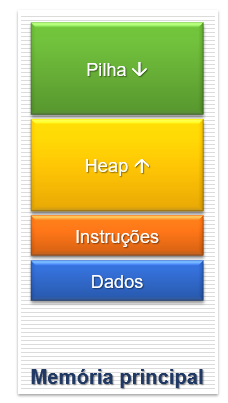 Pilha ↓
Heap ↑
Instruções
Dados
Memória principal